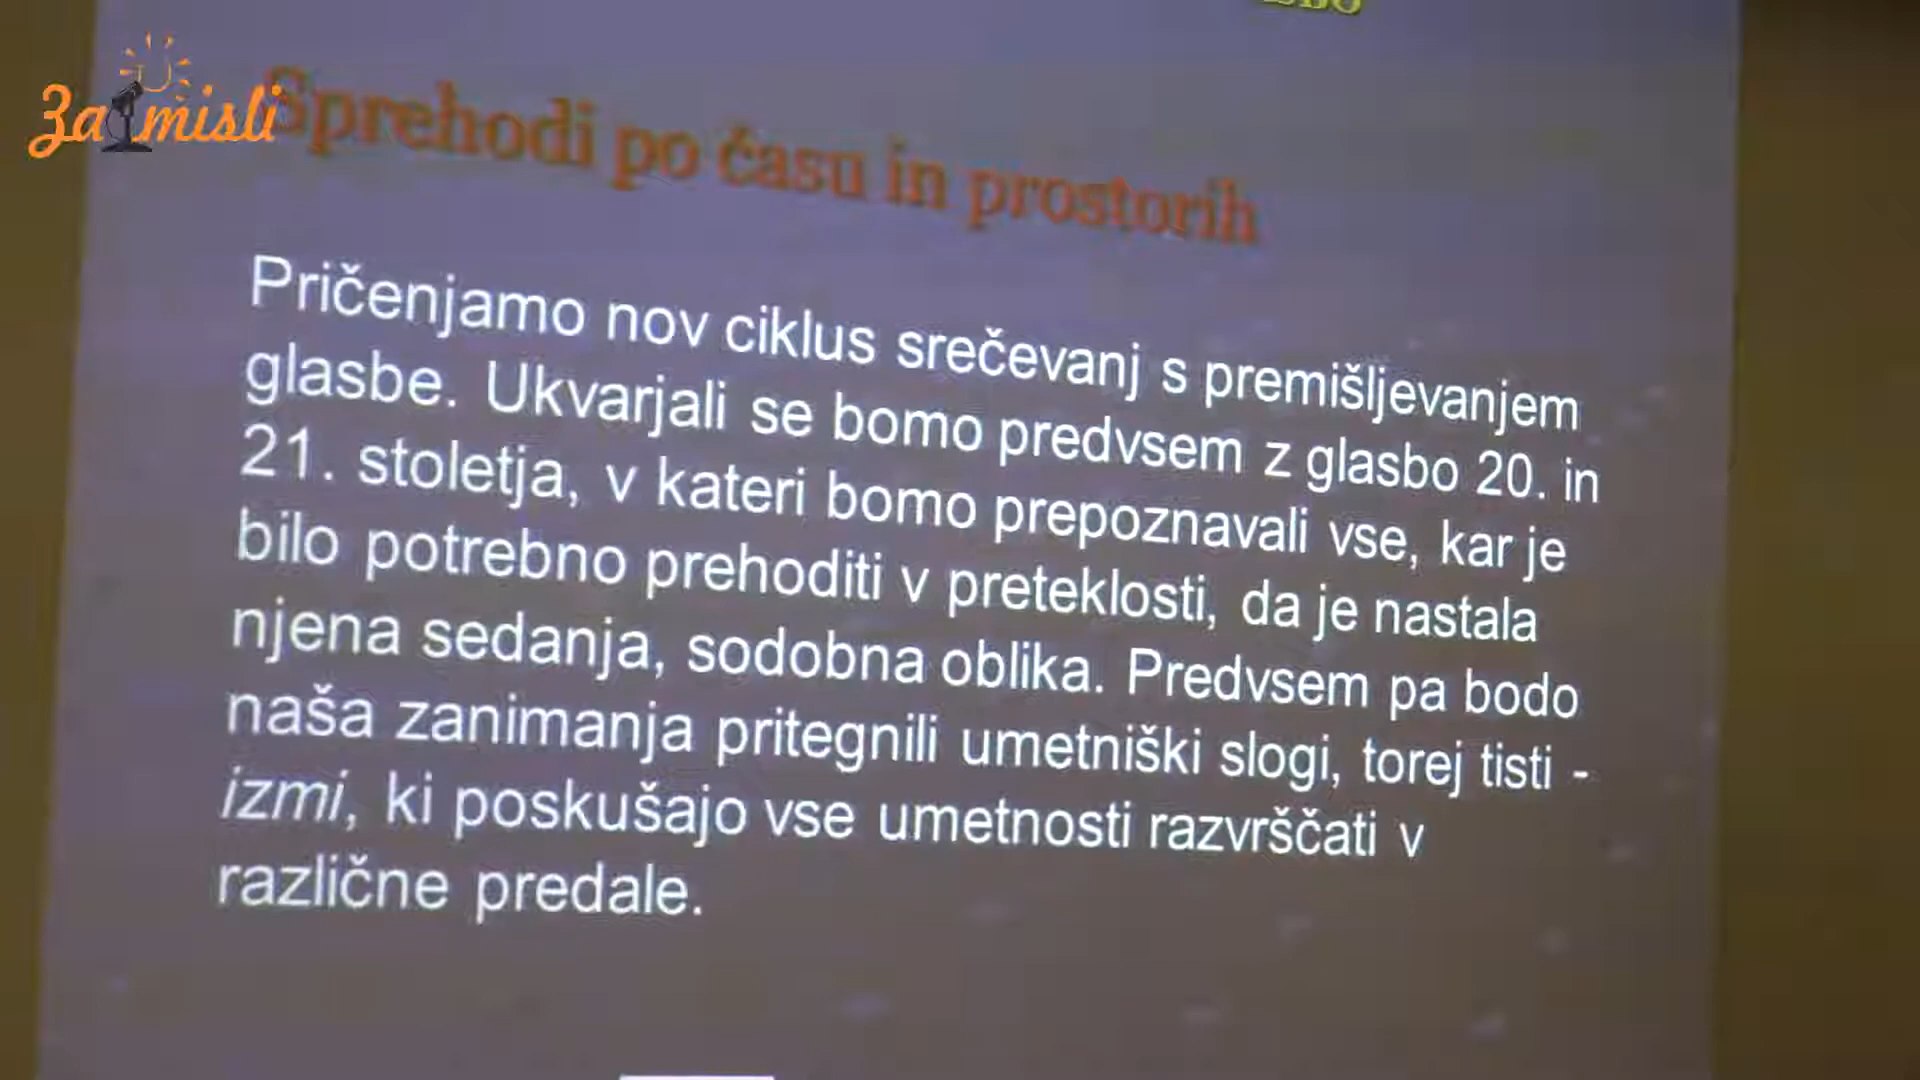 Za misli
Sprehodi po času in prostorih
Pričenjamo nov ciklus srečevanj s premišljevanjem
glasbe. Ukvarjali se bomo predvsem z glasbo 20. in
21. stoletja, v kateri bomo prepoznavali vse, kar je
bilo potrebno prehoditi v preteklosti, da je nastala
njena sedanja, sodobna oblika. Predvsem pa bodo
naša zanimanja pritegnili umetniški slogi, torej tisti -
izmi, ki poskušajo vse umetnosti razvrščati v
različne predale.